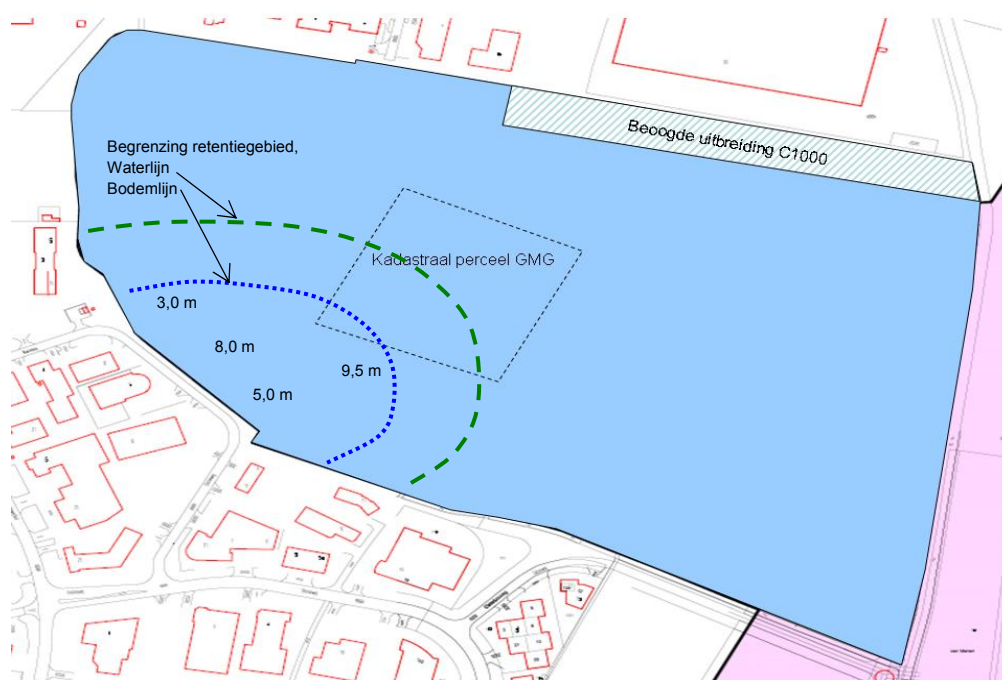 Beoogde uitbreiding C1000
Begrenzing retentiegebied,
Waterlijn
Bodemlijn
Kadastraal perceel GMG
3,0 m
8,0 m
9,5 m
5,0 m